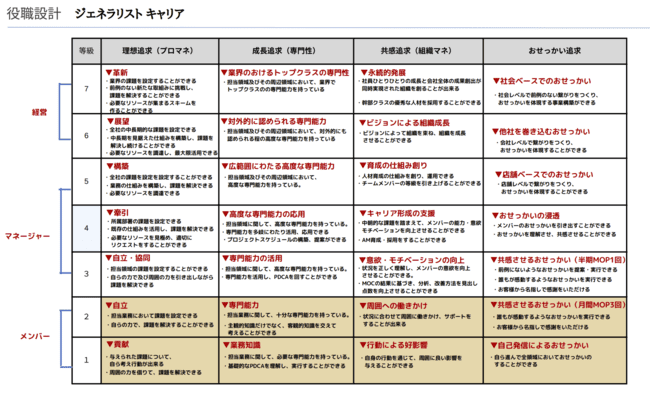 役職設計 ジェネラリスト キャリア
等級
理想追求（プロマネ）
成長追求（専門性）
共感追求（組織マネ）
おせっかい追求
経営
7
▼革新
・業界の課題を設定することができる
・前例のない新たな取組みに挑戦し、
課題を解決することができる
・必要なリソースが集まるスキームを
作ることができる
▼業界のおけるトップクラスの専門性
・担当領域及びその周辺領域において、業界で
トップクラスのの専門能力を持っている
▼永続的発展
・社員ひとりひとりの成長と会社全体の成果創出が
同時実現された組織を創ることが出来る
・幹部クラスの優秀な人材を採用することができる
▼社会ベースでのおせっかい
・社会レベルで前例のない繋がりをつくり、
おせっかいを体現する事業構築ができる
6
▼展望
・全社の中長期的な課題を設定できる
・中長期を見据えた仕組みを構築し、課題を
解決し続けることができる
・必要なリソースを調達し、最大限活用できる
▼対外的に認められる専門能力
・担当領域及びその周辺領域において、対外的にも
認められる程の専門能力を持っている
▼ビジョンによる組織成長
・ビジョンによって組織を束ね、組織を成長
させることができる
▼他社を巻き込むおせっかい
・会社レベルで繋がりをつくり、
おせっかいを体現することができる
マネージャー
5
▼構築
・全社の課題を設定を設定することができる
・業務の仕組みを構築し、課題を解決できる
・必要なリソースを調達できる
▼広範囲にわたる高度な専門能力
・担当領域及びその周辺領域において、
高度な専門能力を持っている。
▼育成の仕組み創り
・人材育成の仕組みが創り、運用できる
・チームメンバーの等級を引き上げることができる
▼店舗ベースでのおせっかい
・店舗レベルで繋がりをつくり、
おせっかいを体現することができる
4
▼牽引
・所属部署の課題を設定できる
・既存の仕組みを活用し、課題を解決できる
・必要なリソースを見極め、適切に
リクエストをすることができる
▼高度な専門能力の応用
・担当領域に関して、高度な専門能力を持っている。
・専門能力を多岐にわたり活用、応用できる
・プロジェクトスケジュールの構築、提案ができる
▼キャリア形成の支援
・中期的な課題を踏まえて、メンバーの能力・意欲
モチベーションを向上させることができる
・AM育成・採用をすることができる
▼おせっかいの浸透
・メンバーのおせっかいを引き出すことができる
・おせっかいを理解させ、共感させることができる
3
▼自立・協同
・担当領域の課題を設定することができる
・自らの力で及び周囲の力を引き出しながら
課題を解決できる
▼専門能力の活用
・担当領域に関して、高度な専門能力を持っている。
・専門能力を活用し、PDCAを回すことができる
▼意欲・モチベーションの向上
・状況を正しく理解し、メンバーの意欲を向上
させることができる。
・MOCの結果に基づき、分析、改善方法を見出し
点数を向上させることができる
▼共感させるおせっかい（半期MOP1回）
・前例にないようなおせっかいを提案・実行できる
・誰もが感動するようなおせっかいを実行できる
・お客様から名指しで感謝をいただける
メンバー
2
▼自立
・担当業務において課題を設定できる
・自らの力で、課題を解決することができる
▼専門能力
・担当業務に関して、十分な専門能力を持っている。
・主観的知識だけでなく、客観的知識を交えて
考えることができる
▼周囲への働きかけ
・状況に合わせて周囲に働きかけ、サポートを
することが出来る
▼共感させるおせっかい（月間MOP3回）
・誰もが感動するようなおせっかいを実行できる
・お客様から名指しで感謝をいただける
1
▼貢献
・与えられた課題について、
自ら考え行動が出来る
・周囲の力を借りて、課題を解決できる
▼業務知識
・担当業務に関して、必要な専門能力を持っている。
・基礎的なPDCAを理解し、実行することができる
▼行動による好影響
・自身の行動を通じて、周囲に良い影響を
与えることができる
▼自己発信によるおせっかい
・自ら進んで全領域においておせっかいの
することができる